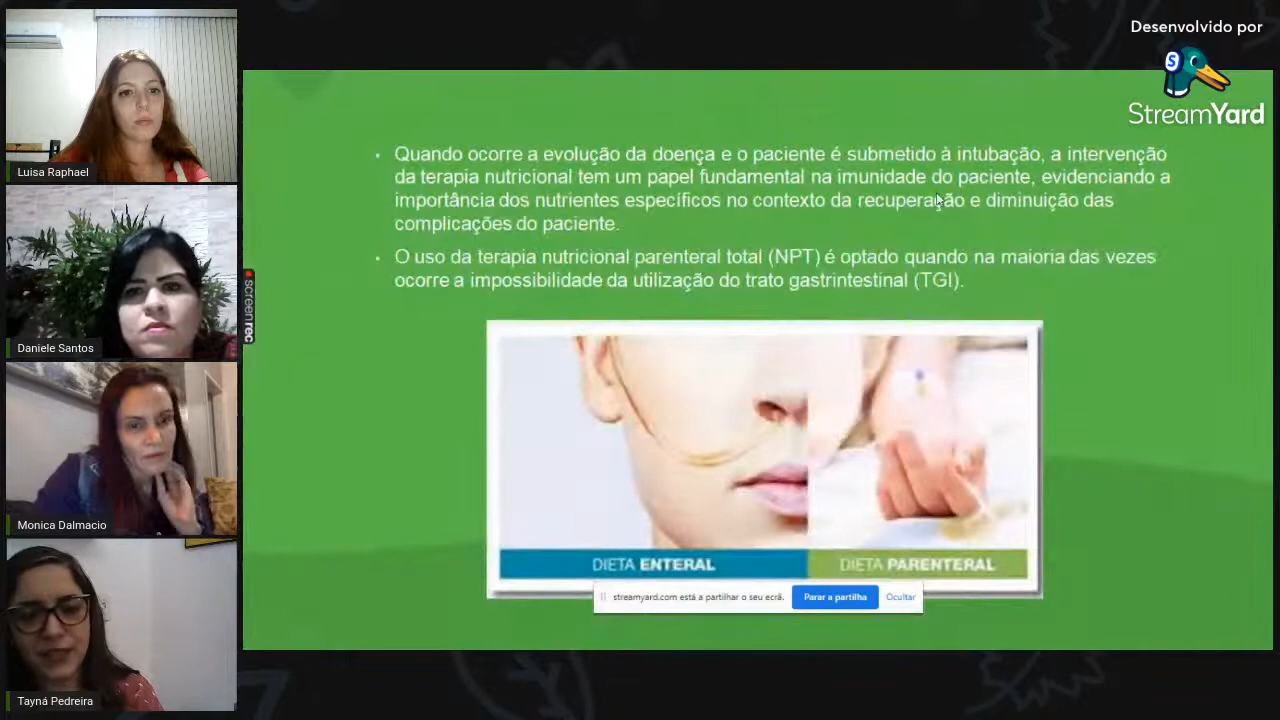 Desenvolvido por
StreamYard
Luisa Raphael
Daniele Santos
Monica Dalmacio
Tayná Pedreira
screenrec
Quando ocorre a evolução da doença e o paciente é submetido à intubação, a intervenção
da terapia nutricional tem um papel fundamental na imunidade do paciente, evidenciando a
importância dos nutrientes específicos no contexto da recuperação e diminuição das
complicações do paciente.
O uso da terapia nutricional parenteral total (NPT) é optado quando na maioria das vezes
ocorre a impossibilidade da utilização do trato gastrintestinal (TGI).
DIETA ENTERAL
DIETA PARENTERAL
streamyard.com está a partilhar o seu ecrã.
Parar a partilha
Ocultar